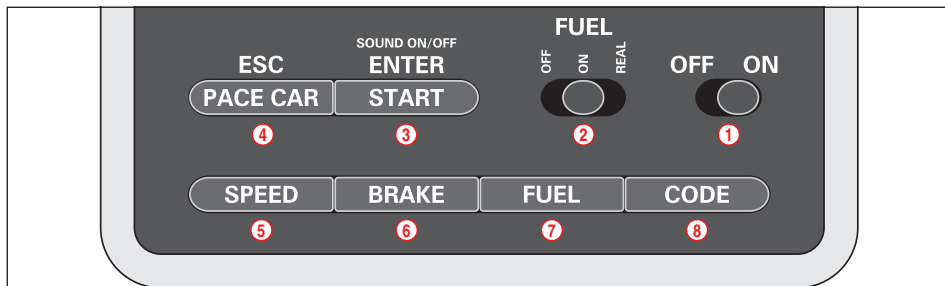 SOUND ON/OFF
FUEL
ESC
ENTER
OFF
ON
REAL
OFF ON
PACE CAR
START
4
3
2
1
SPEED
BRAKE
FUEL
CODE
5
6
7
8